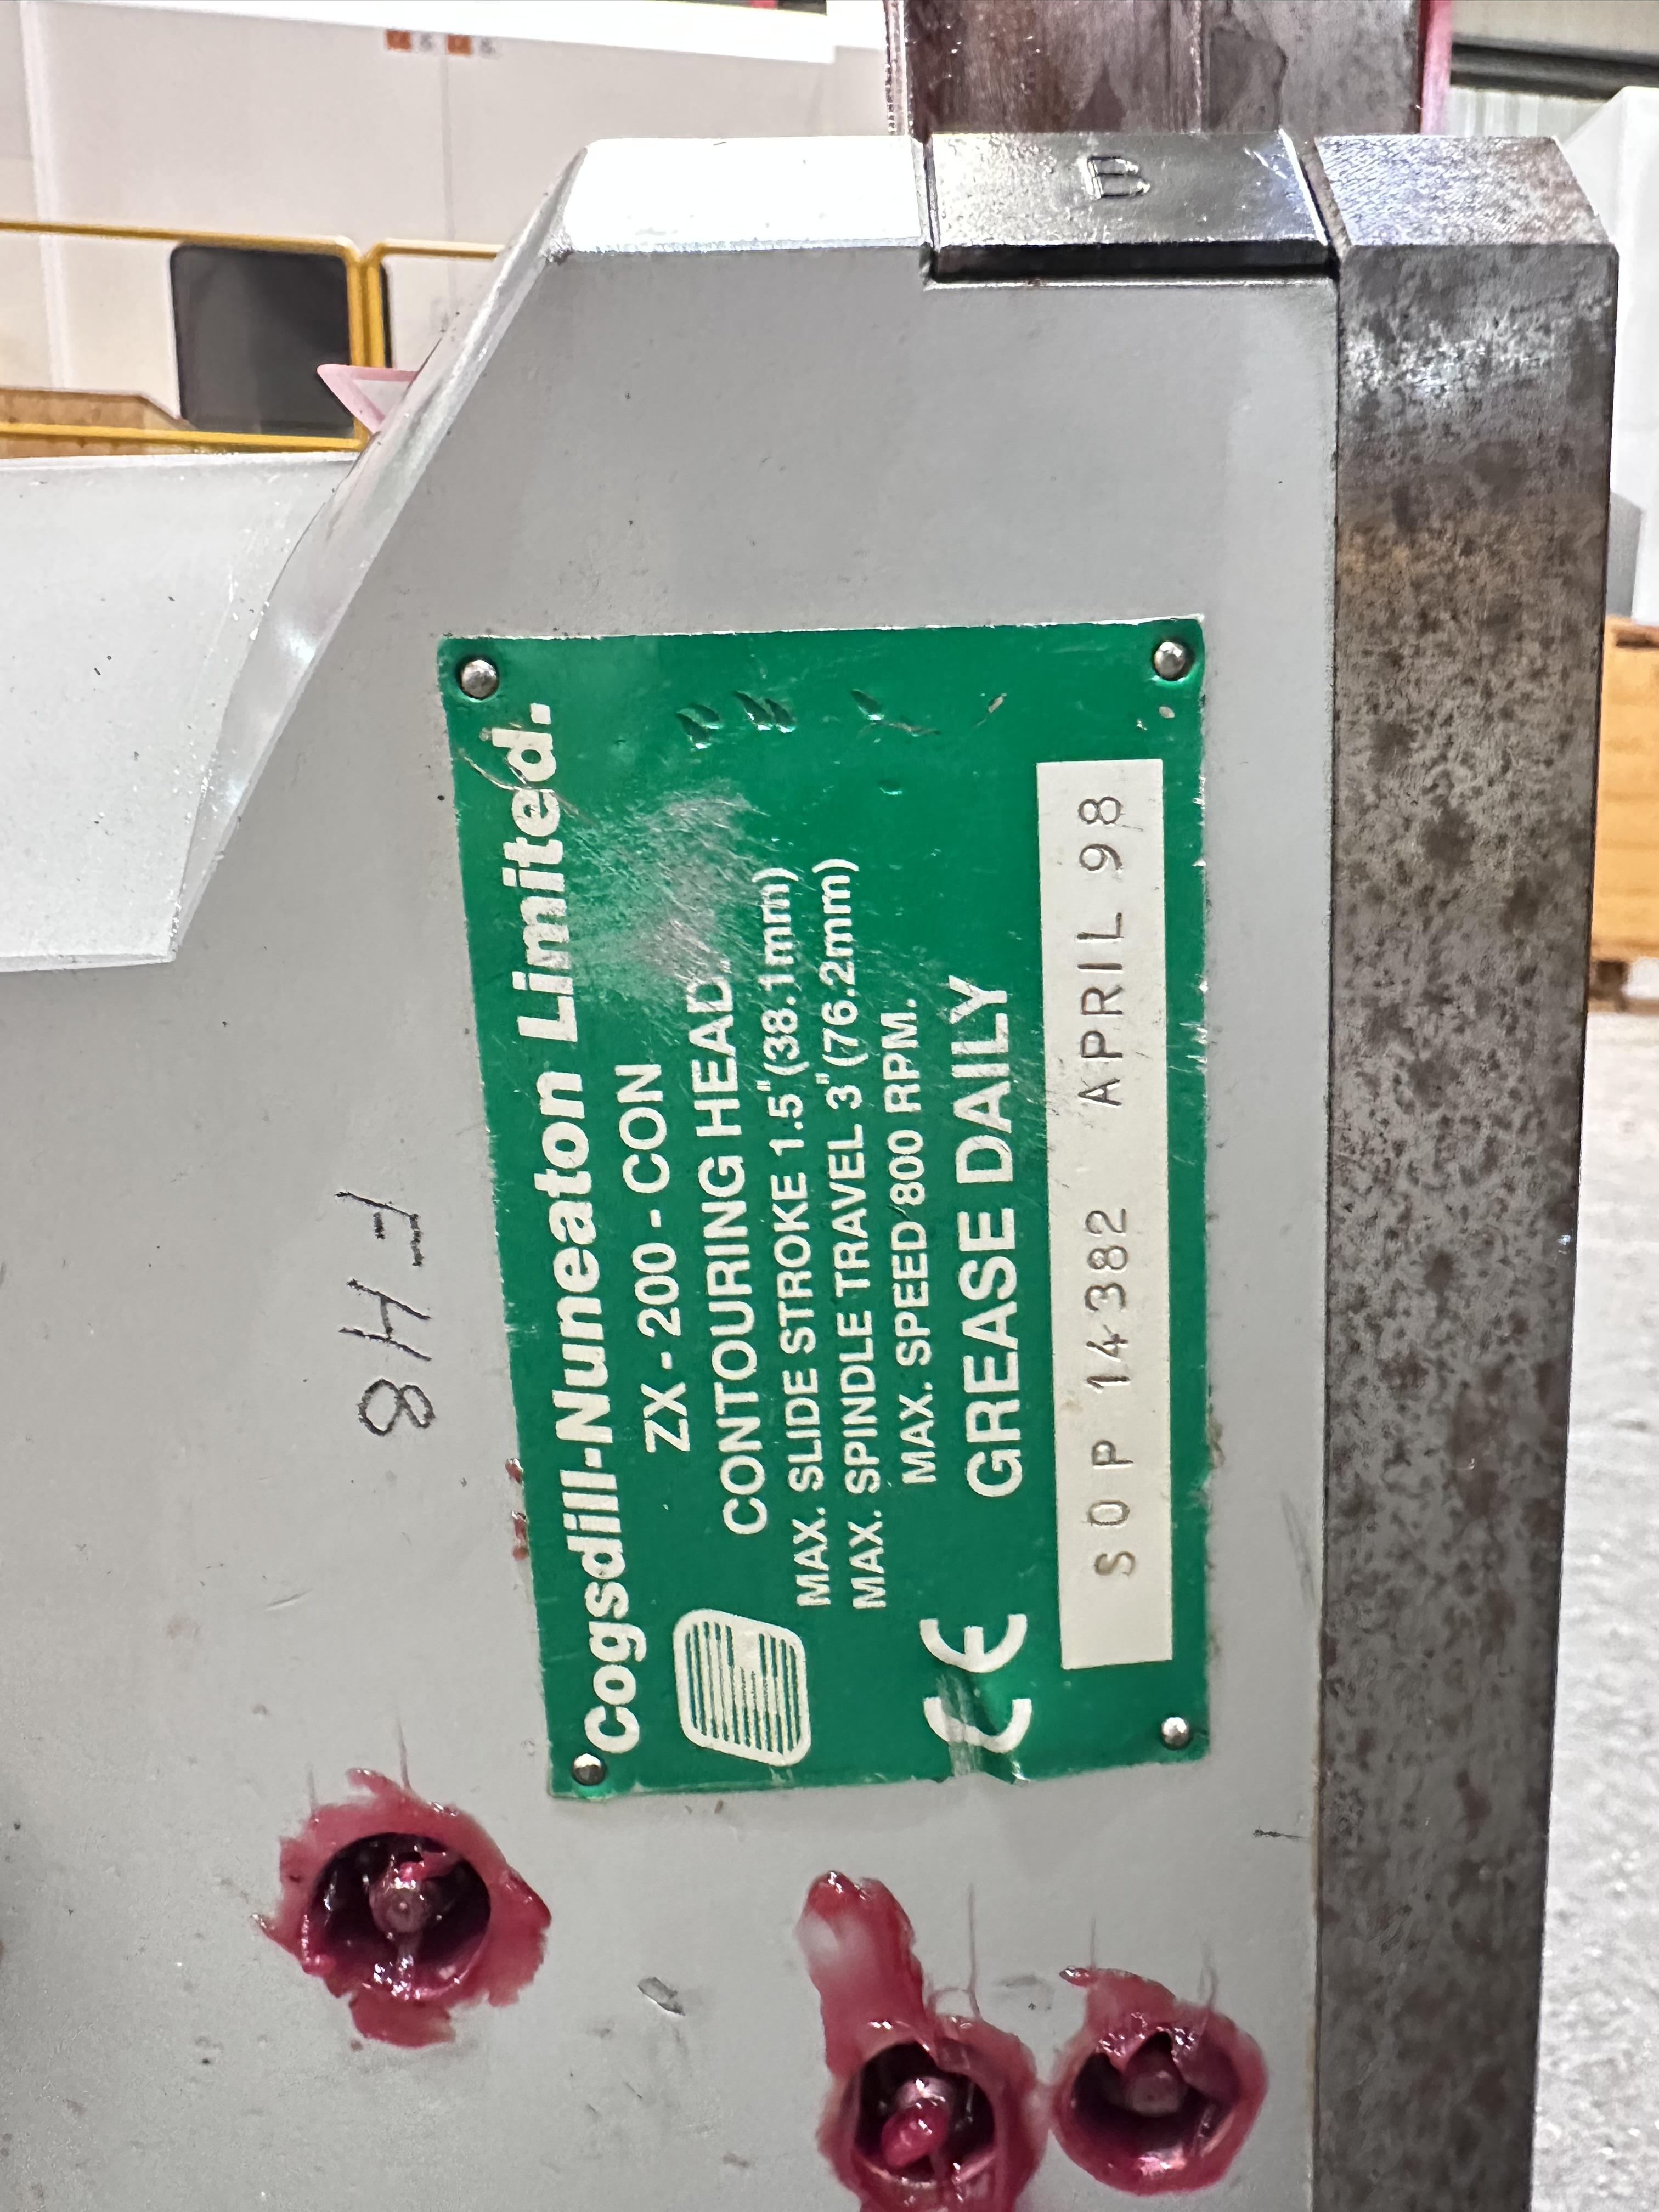 Cogsdill-Nuneaton Limited.
ZX - 200 - CON
CONTOURING HEAD
MAX. SLIDE STROKE 1.5" (38.1mm)
MAX. SPINDLE TRAVEL 3" (76.2mm)
MAX. SPEED 800 RPM.
GREASE DAILY
CE
SOP 14382 APRIL 98
FH8
B